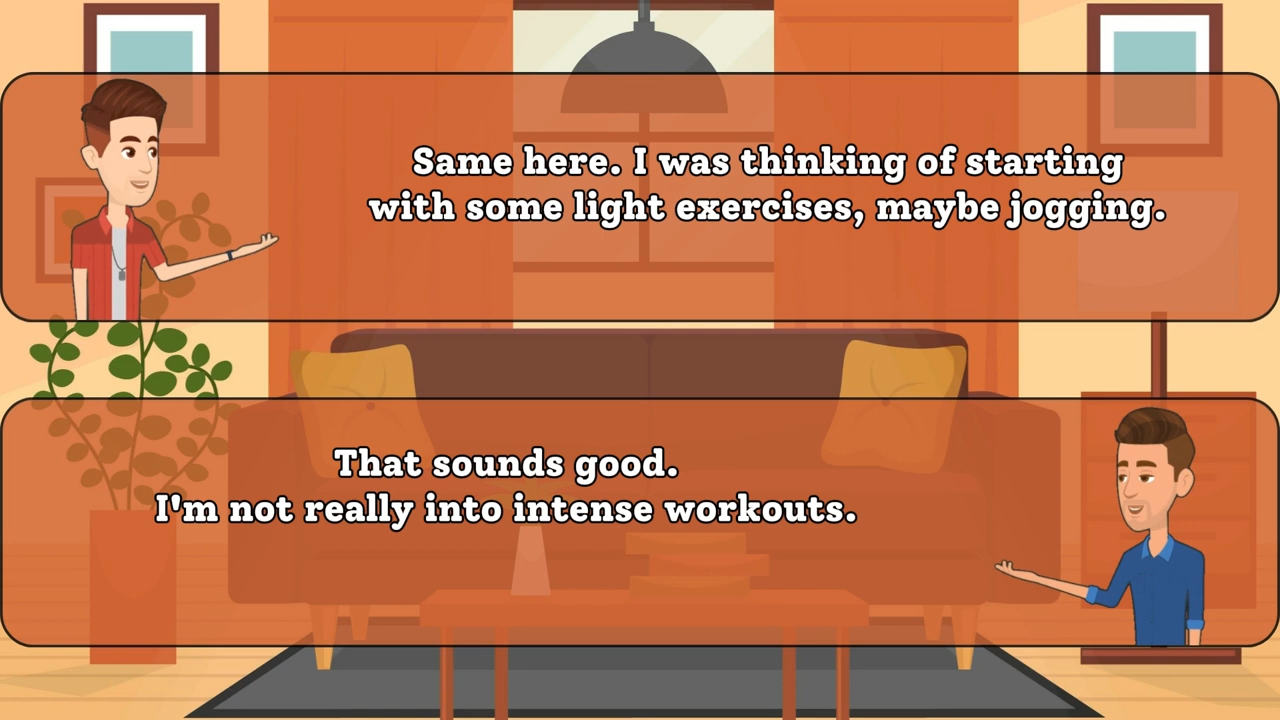 Same here. I was thinking of starting
with some light exercises, maybe jogging.
That sounds good.
I'm not really into intense workouts.